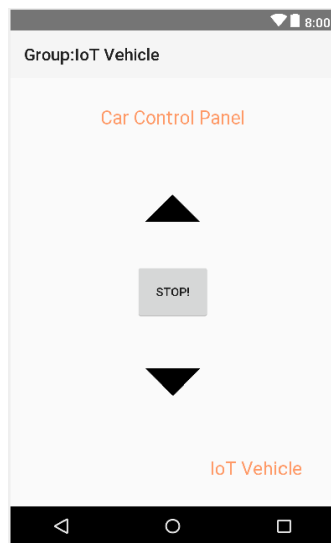 8:00
Group:IoT Vehicle
Car Control Panel
STOP!
IoT Vehicle